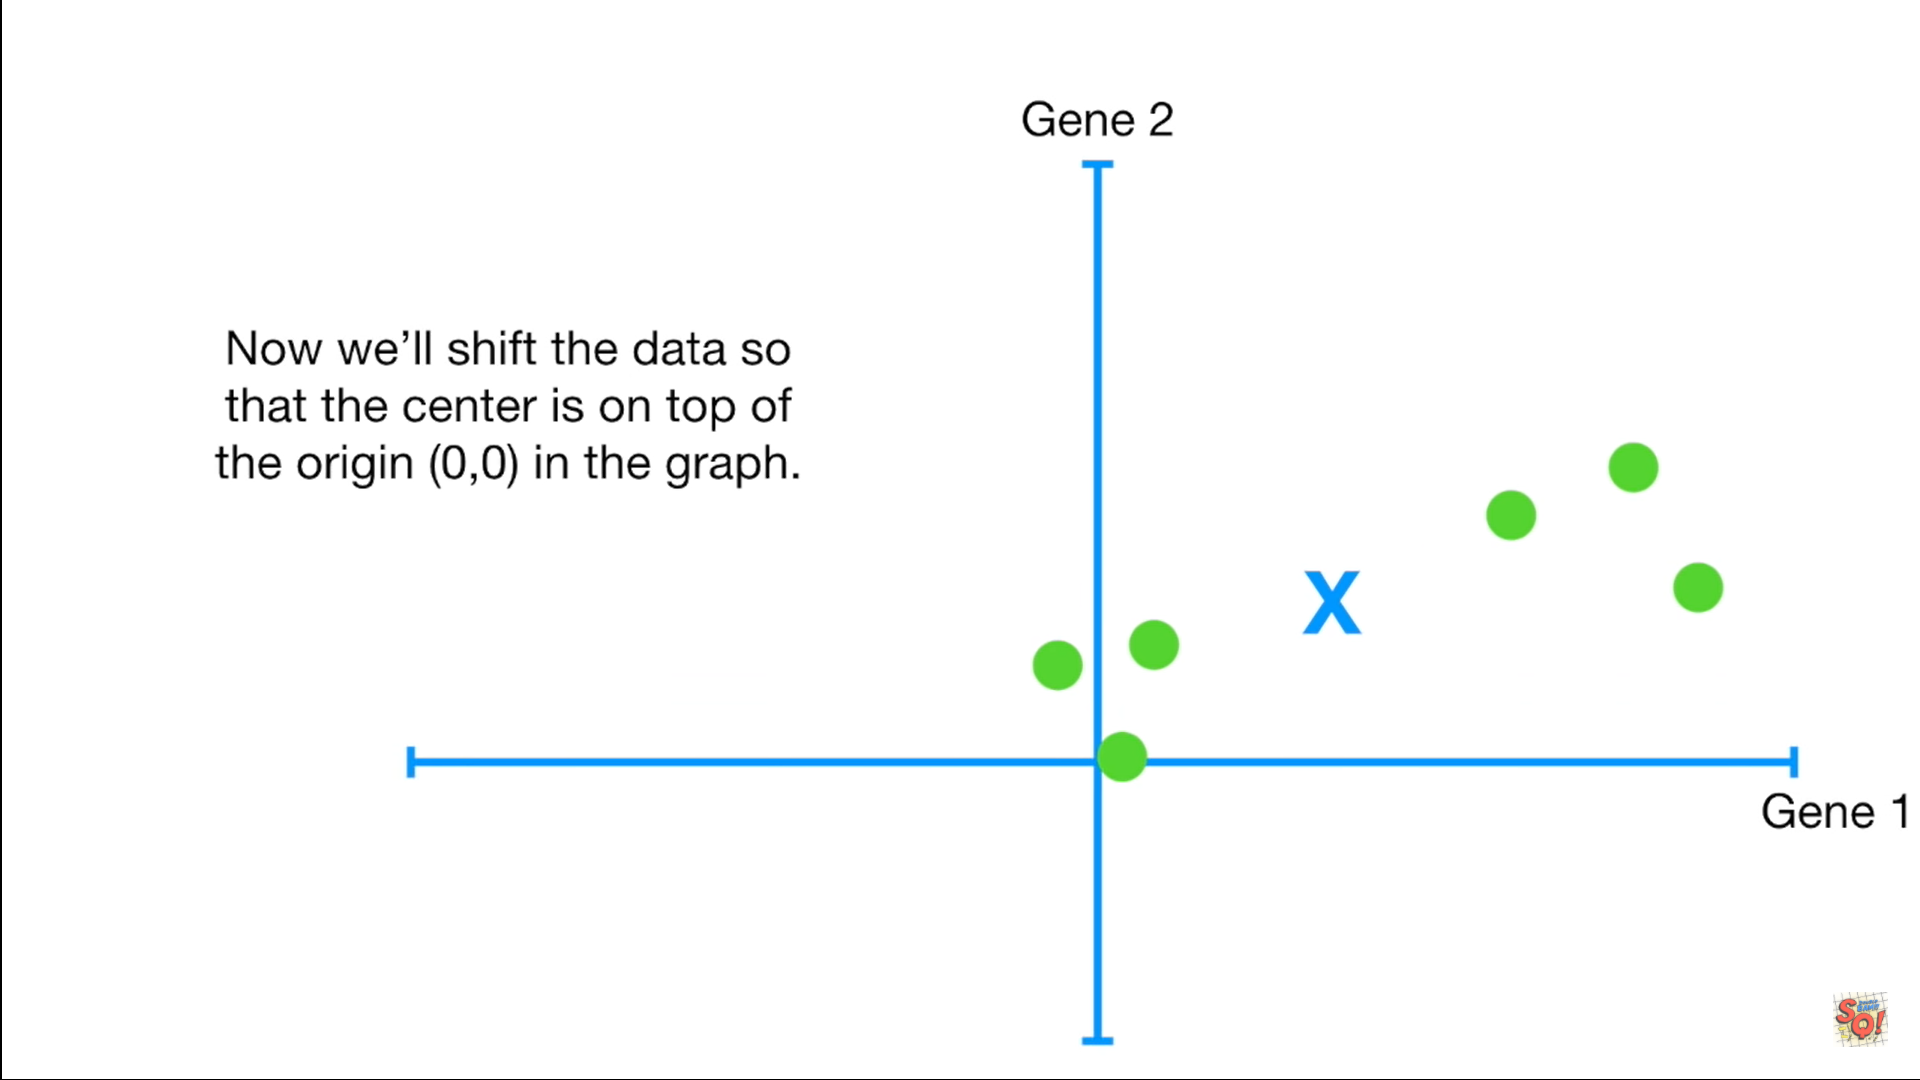 Gene 2
Now we’ll shift the data so
that the center is on top of
the origin (0,0) in the graph.
X
Gene 1
SQ!